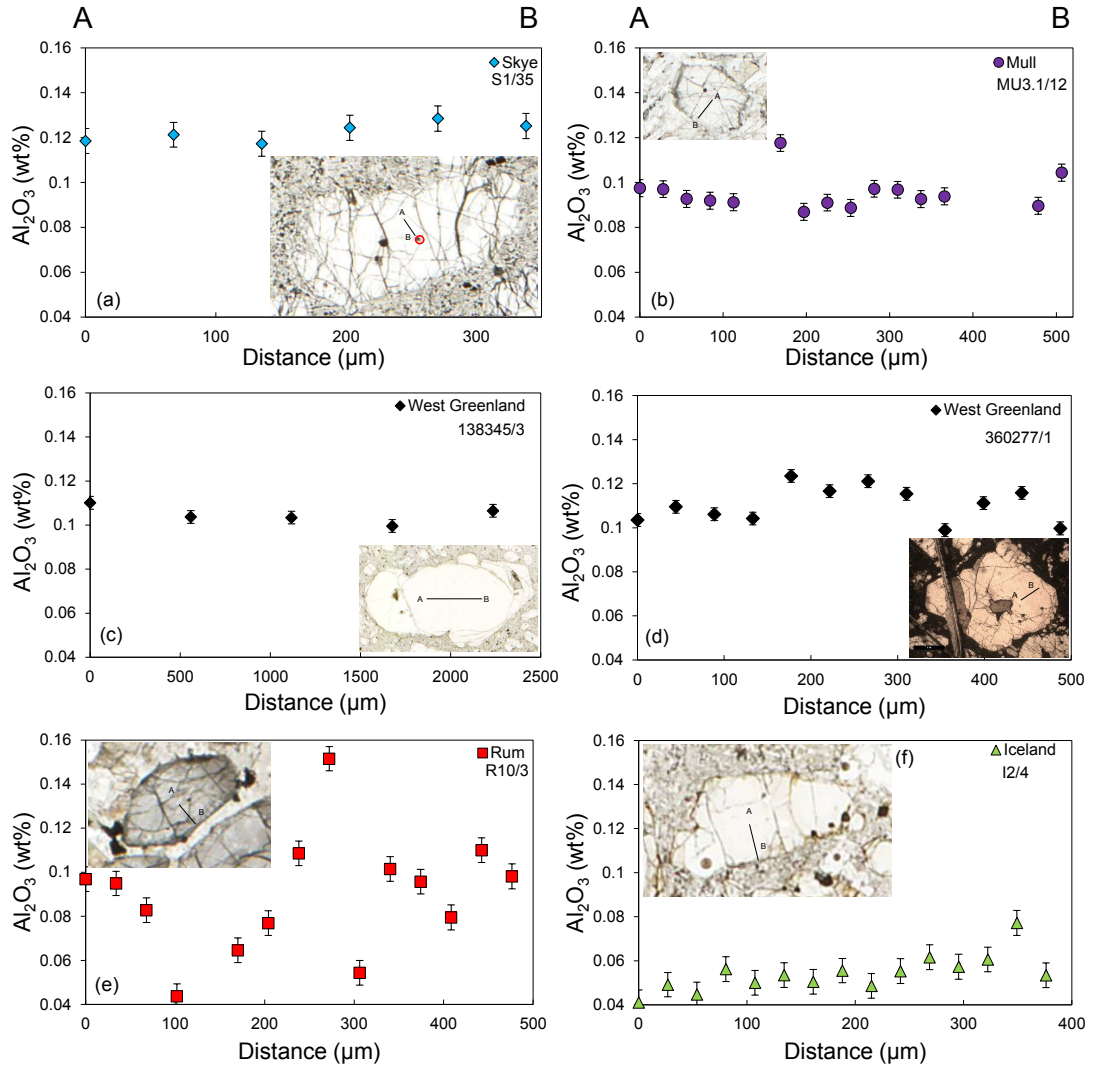 A B A B
0.16 0.16
Skye Mull
S1/35 MU3.1/12
0.14 0.14
0.12 0.12
0.1 0.1
0.08 0.08
0.06 0.06
0.04 0.04
Al2O3 (wt%) Al2O3 (wt%)
A A
B B
(a) (b)
0 100 200 300 0 100 200 300 400 500
Distance (µm) Distance (µm)
0.16 0.16
West Greenland West Greenland
138345/3 360277/1
0.14 0.14
0.12 0.12
0.1 0.1
0.08 0.08
0.06 0.06
0.04 0.04
Al2O3 (wt%) Al2O3 (wt%)
A B A B
(c) (d)
0 500 1000 1500 2000 2500 0 100 200 300 400 500
Distance (µm) Distance (µm)
0.16 0.16
Rum (f) Iceland
R10/3 I2/4
0.14 0.14
0.12 0.12
0.1 0.1
0.08 0.08
0.06 0.06
0.04 0.04
Al2O3 (wt%) Al2O3 (wt%)
A A
B B
(e)
0 100 200 300 400 500 0 100 200 300 400
Distance (µm) Distance (µm)